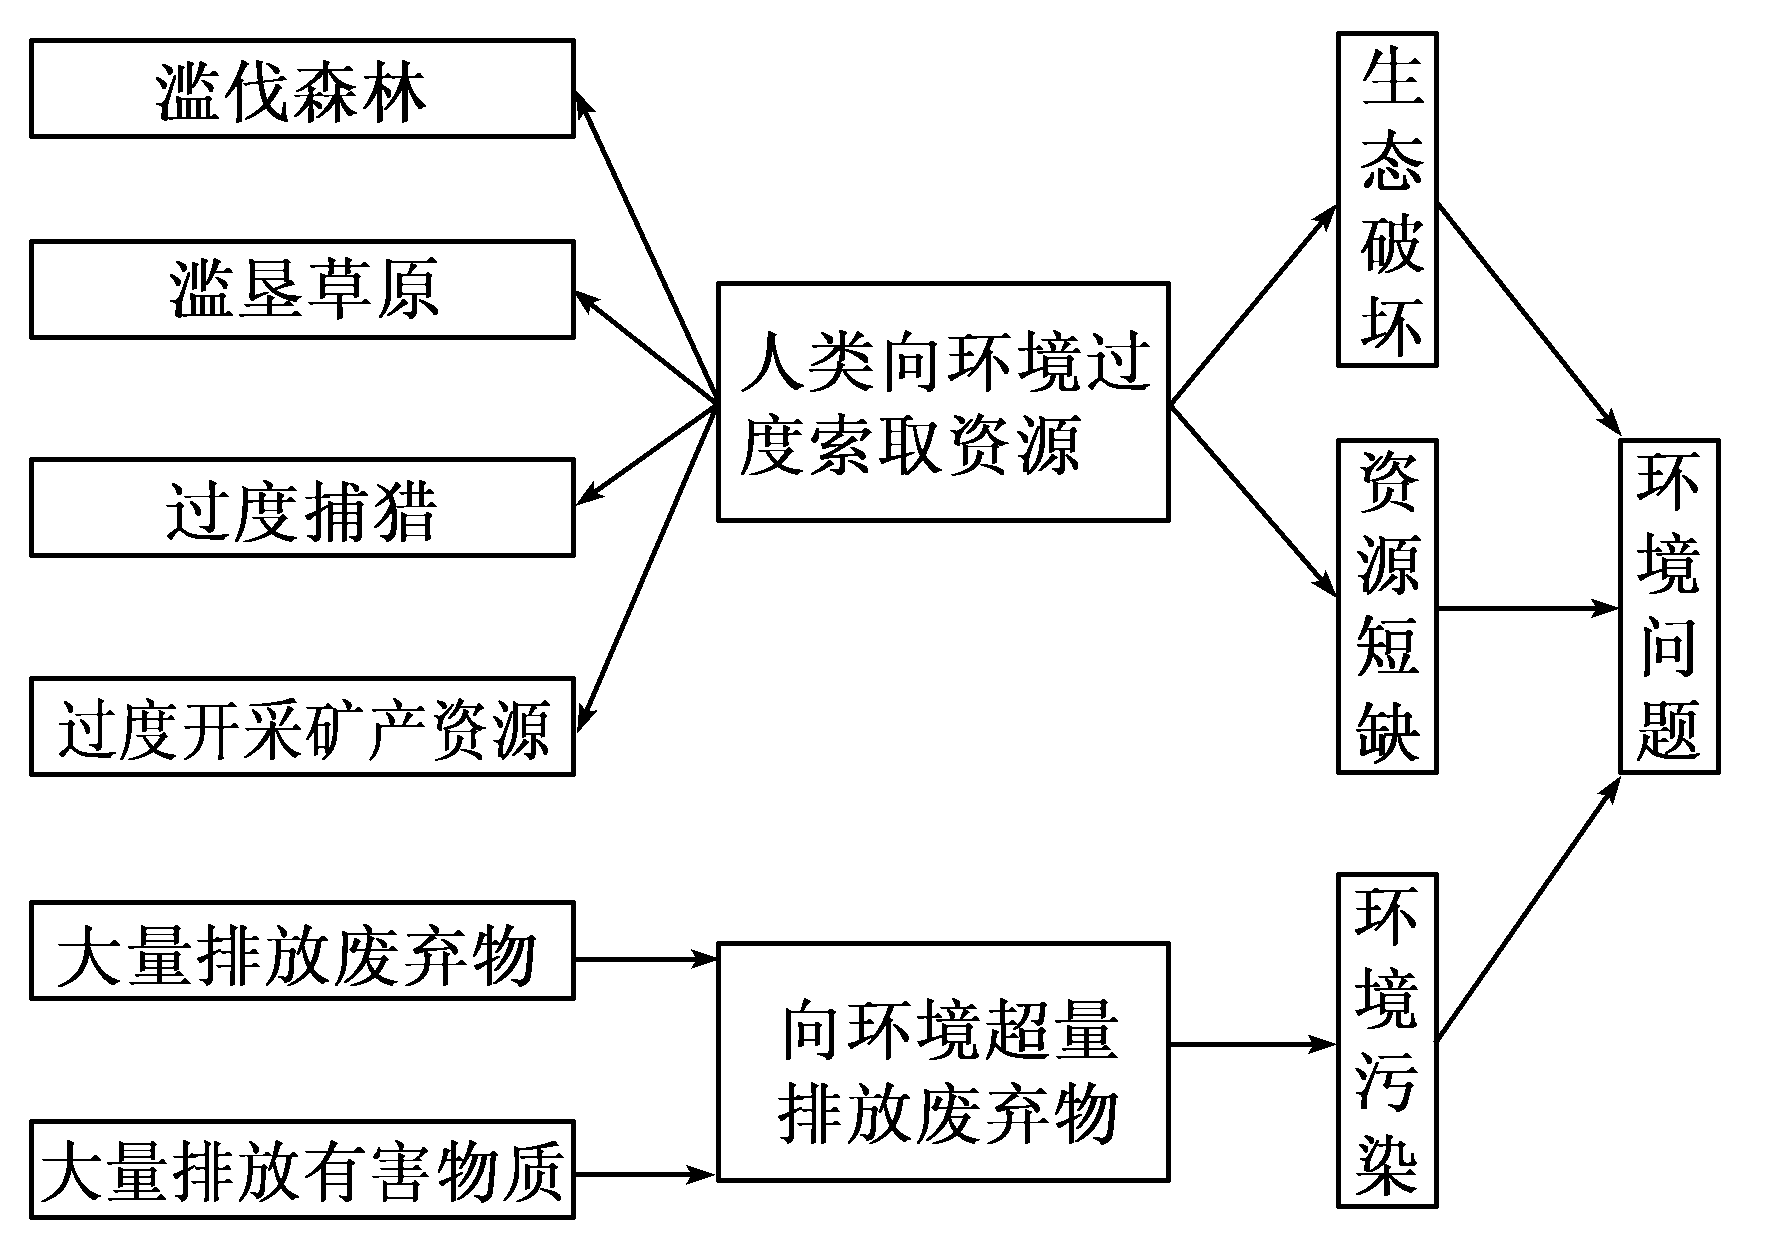 滥伐森林
滥垦草原
过度捕猎
过度开采矿产资源
大量排放废弃物
大量排放有害物质
人类向环境过
度索取资源
向环境超量
排放废弃物
生态破坏
资源短缺
环境污染
环境问题